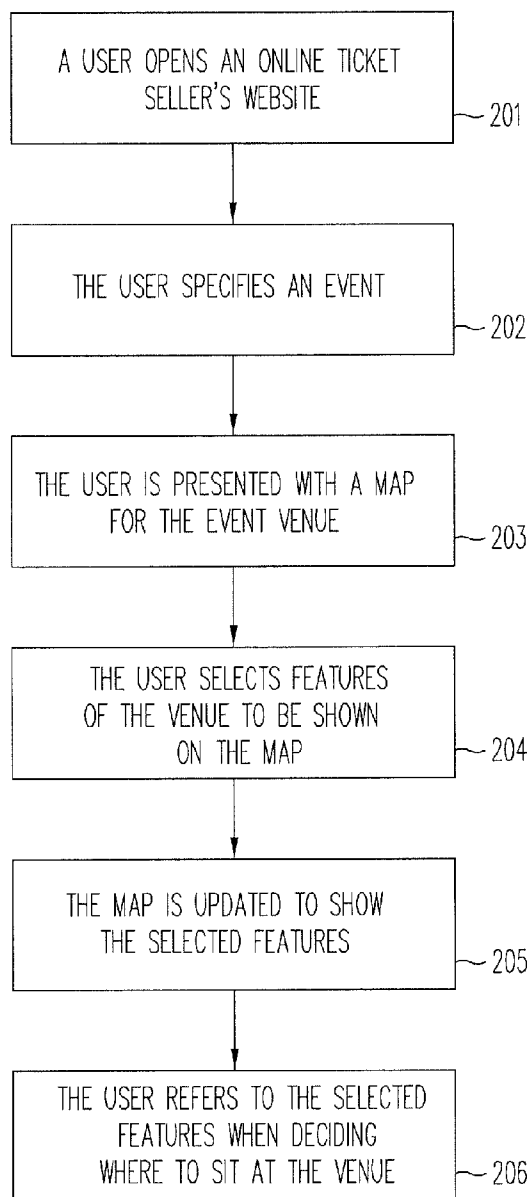 A USER OPENS AN ONLINE TICKET
SELLER'S WEBSITE
201
THE USER SPECIFIES AN EVENT
202
THE USER IS PRESENTED WITH A MAP
FOR THE EVENT VENUE
203
THE USER SELECTS FEATURES
OF THE VENUE TO BE SHOWN
ON THE MAP
204
THE MAP IS UPDATED TO SHOW
THE SELECTED FEATURES
205
THE USER REFERS TO THE SELECTED
FEATURES WHEN DECIDING
WHERE TO SIT AT THE VENUE
206